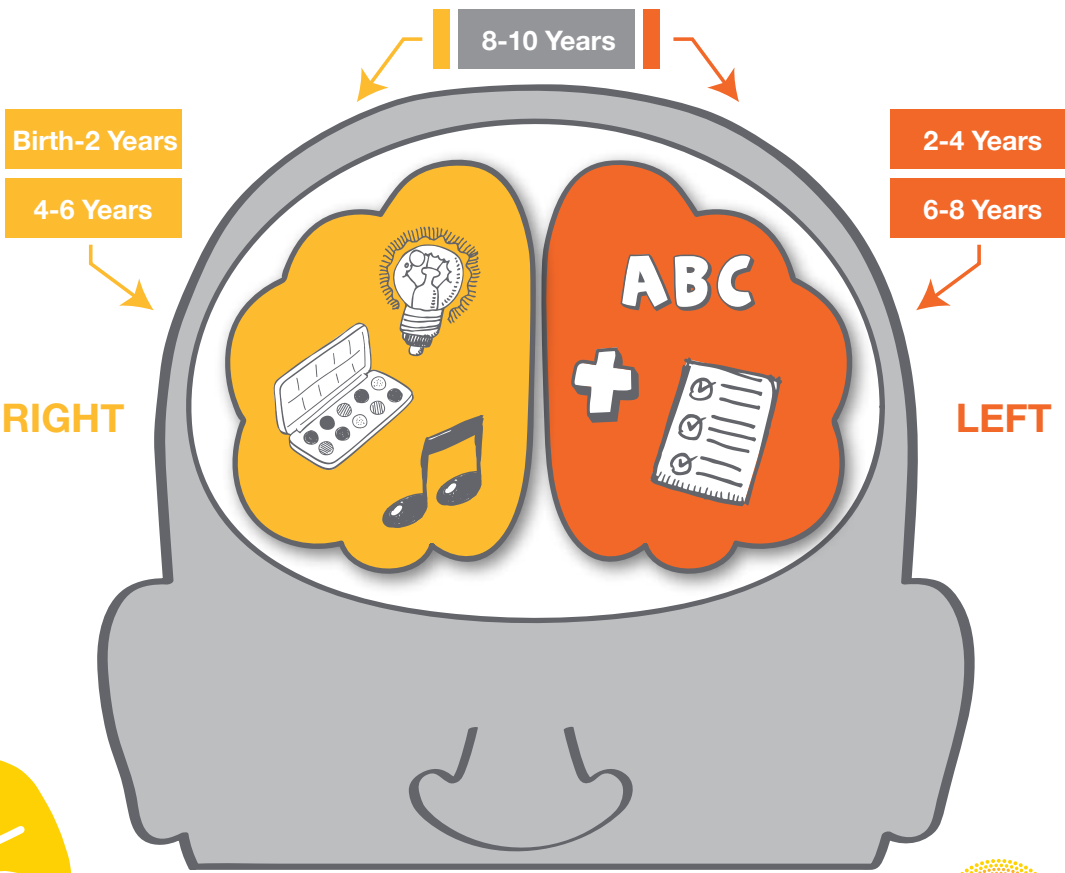 8-10 Years
Birth-2 Years
4-6 Years
2-4 Years
6-8 Years
RIGHT
LEFT
ABC